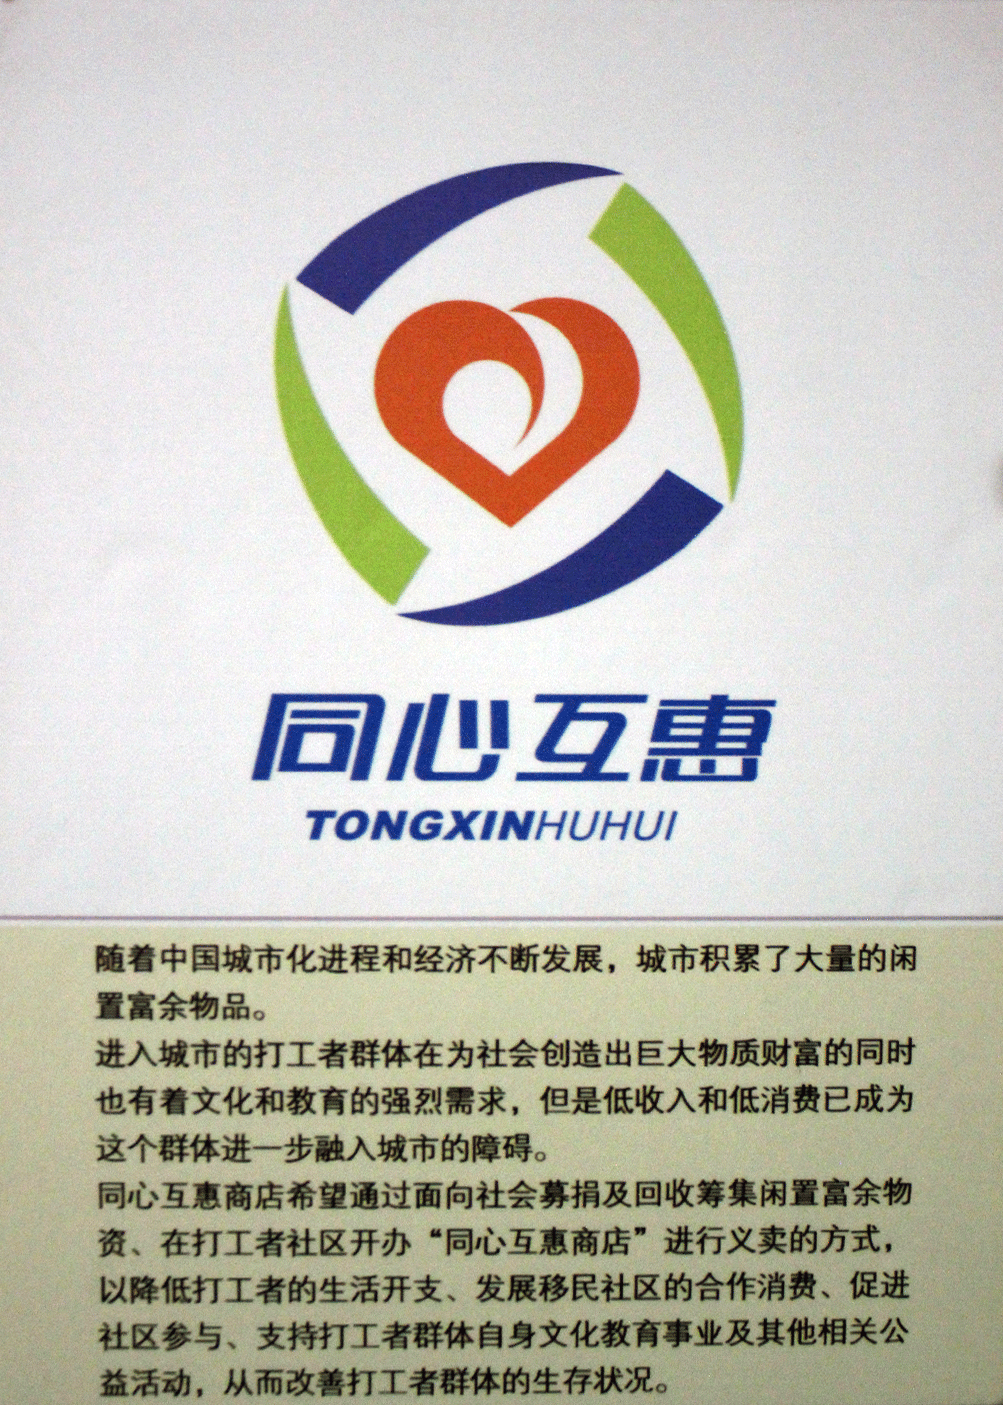 同心互惠
TONGXINHUHUI
随着中国城市化进程和经济不断发展，城市积累了大量的闲
置富余物品。
进入城市的打工者群体在为社会创造出巨大物质财富的同时
也有着文化和教育的强烈需求，但是低收入和低消费已成为
这个群体进一步融入城市的障碍。
同心互惠商店希望通过面向社会募捐及回收筹集闲置富余物
资、在打工者社区开办“同心互惠商店”进行义卖的方式，
以降低打工者的生活开支、发展移民社区的合作消费、促进
社区参与、支持打工者群体自身文化教育事业及其他相关公
益活动，从而改善打工者群体的生存状况。